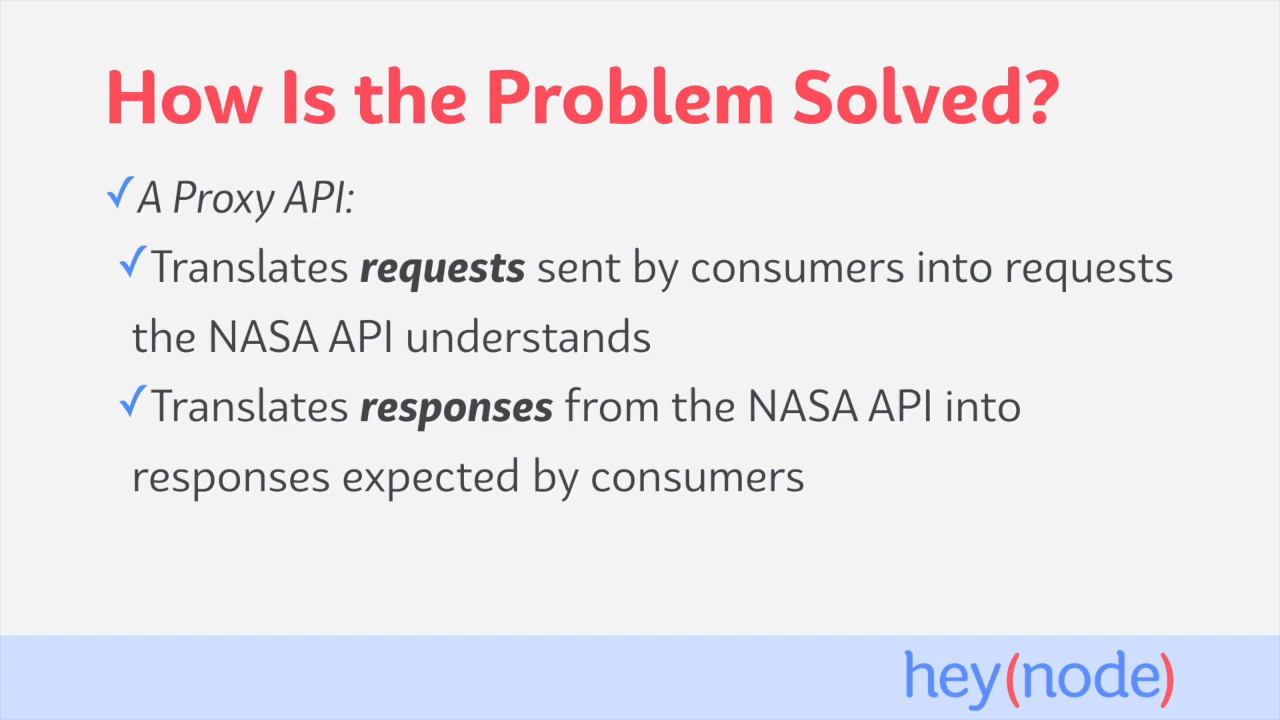 How Is the Problem Solved?
✓A Proxy API:
✓Translates requests sent by consumers into requests
the NASA API understands
✓Translates responses from the NASA API into
responses expected by consumers
hey(node)